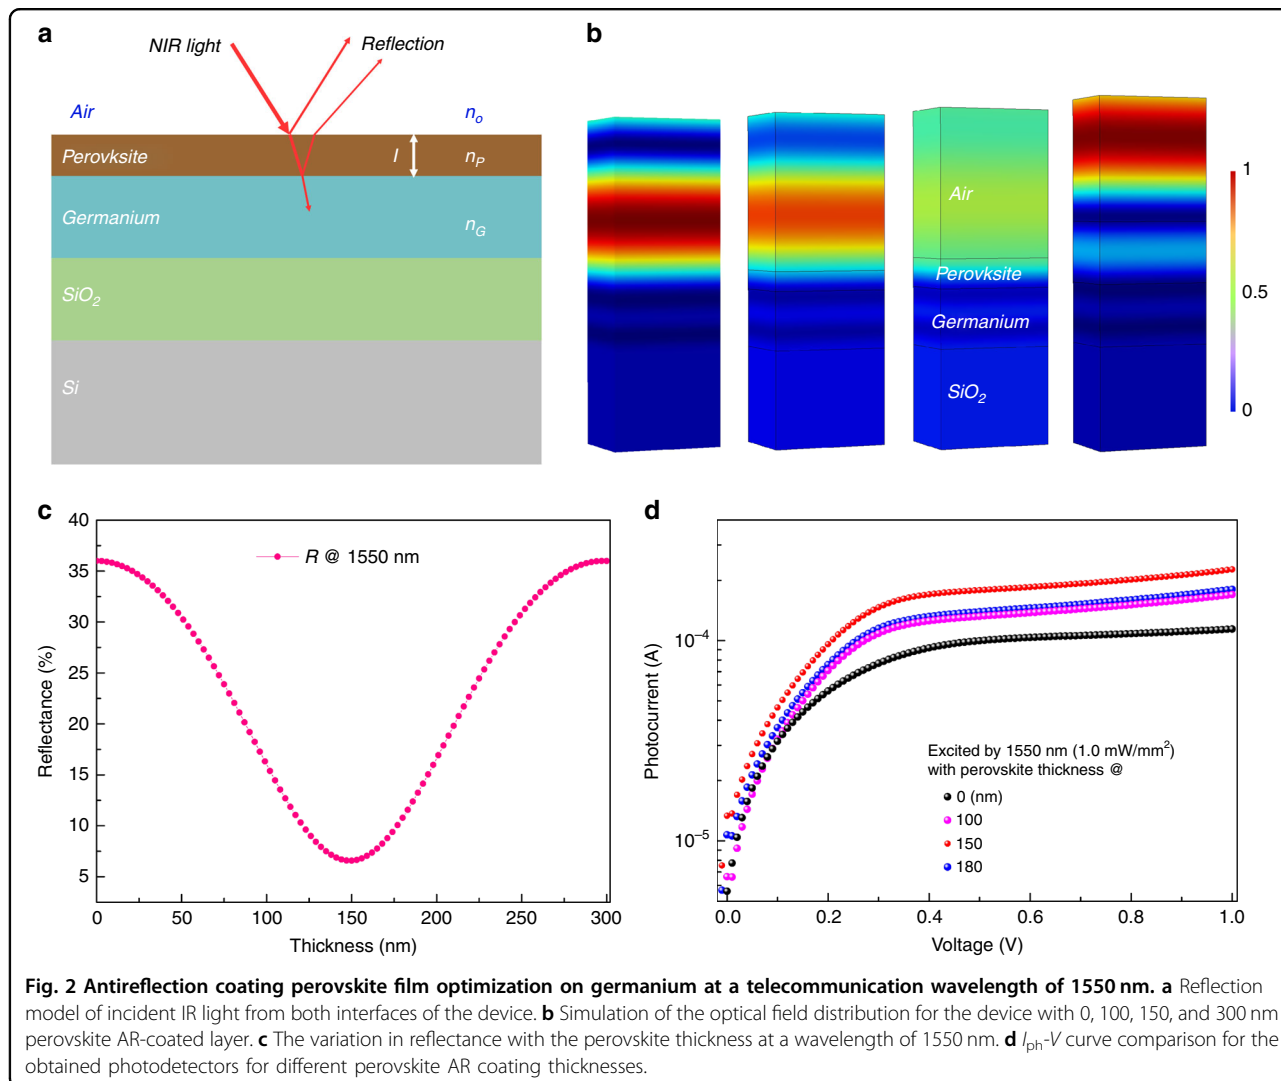 a
NIR light
Reflection
Air
n₀
Perovksite
l
n_P
Germanium
n_G
SiO₂
Si
b
Air
Perovksite
Germanium
SiO₂
1
0.5
0
c
40
35
30
25
20
15
10
5
Reflectance (%)
R @ 1550 nm
0
50
100
150
200
250
300
Thickness (nm)
d
10⁻⁴
10⁻⁵
Photocurrent (A)
Excited by 1550 nm (1.0 mW/mm²)
with perovskite thickness @
0 (nm)
100
150
180
0.0
0.2
0.4
0.6
0.8
1.0
Voltage (V)
Fig. 2 Antireflection coating perovskite film optimization on germanium at a telecommunication wavelength of 1550 nm. a Reflection
model of incident IR light from both interfaces of the device. b Simulation of the optical field distribution for the device with 0, 100, 150, and 300 nm
perovskite AR-coated layer. c The variation in reflectance with the perovskite thickness at a wavelength of 1550 nm. d I_ph-V curve comparison for the
obtained photodetectors for different perovskite AR coating thicknesses.